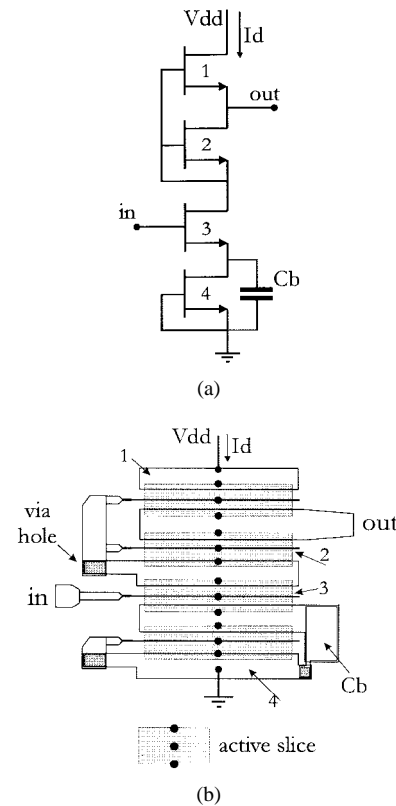 Vdd Id
1
out
2
in
3
Cb
4
(a)
Vdd Id
1
via
hole
out
2
3
in
Cb
4
active slice
(b)